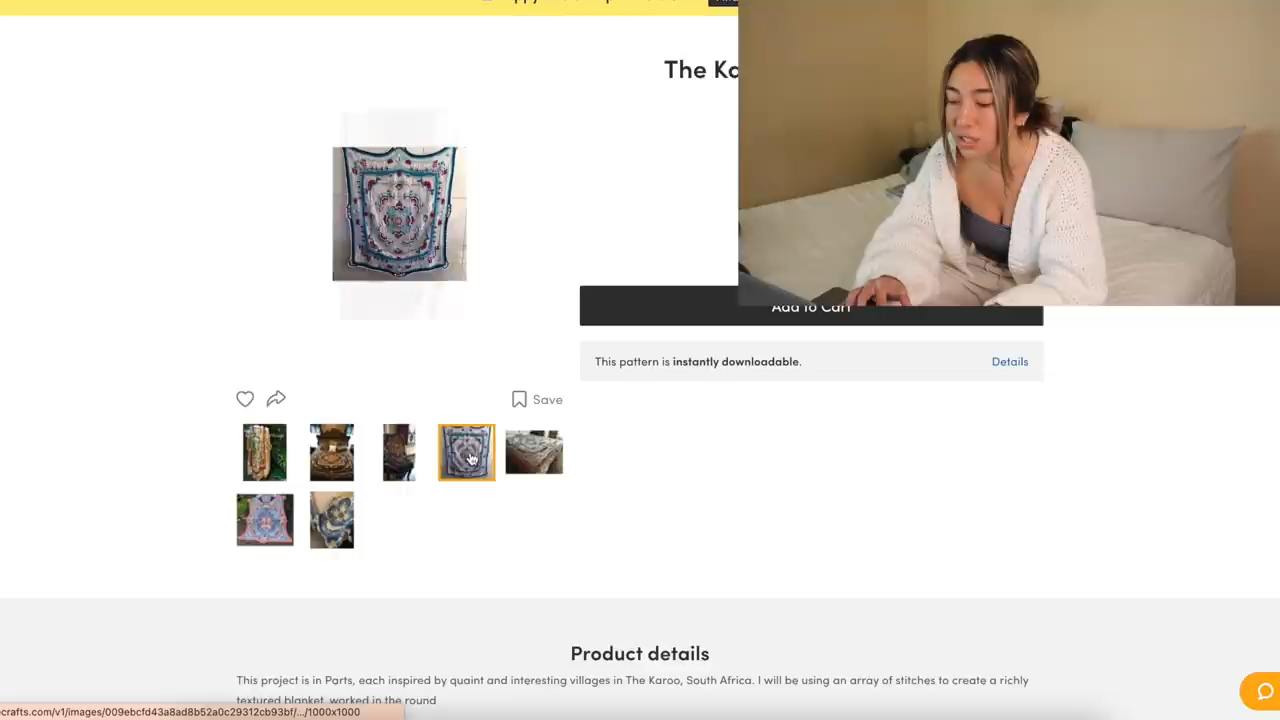 The
Add to Cart
This pattern is instantly downloadable.
Details
Save
Product details
This project is in Parts, each inspired by quaint and interesting villages in The Karoo, South Africa. I will be using an array of stitches to create a richly
textured blanket, worked in the round
ecrafts.com/v1/images/009ebcfd43a8ad8b52a0c29312cb93bf/.../1000x1000